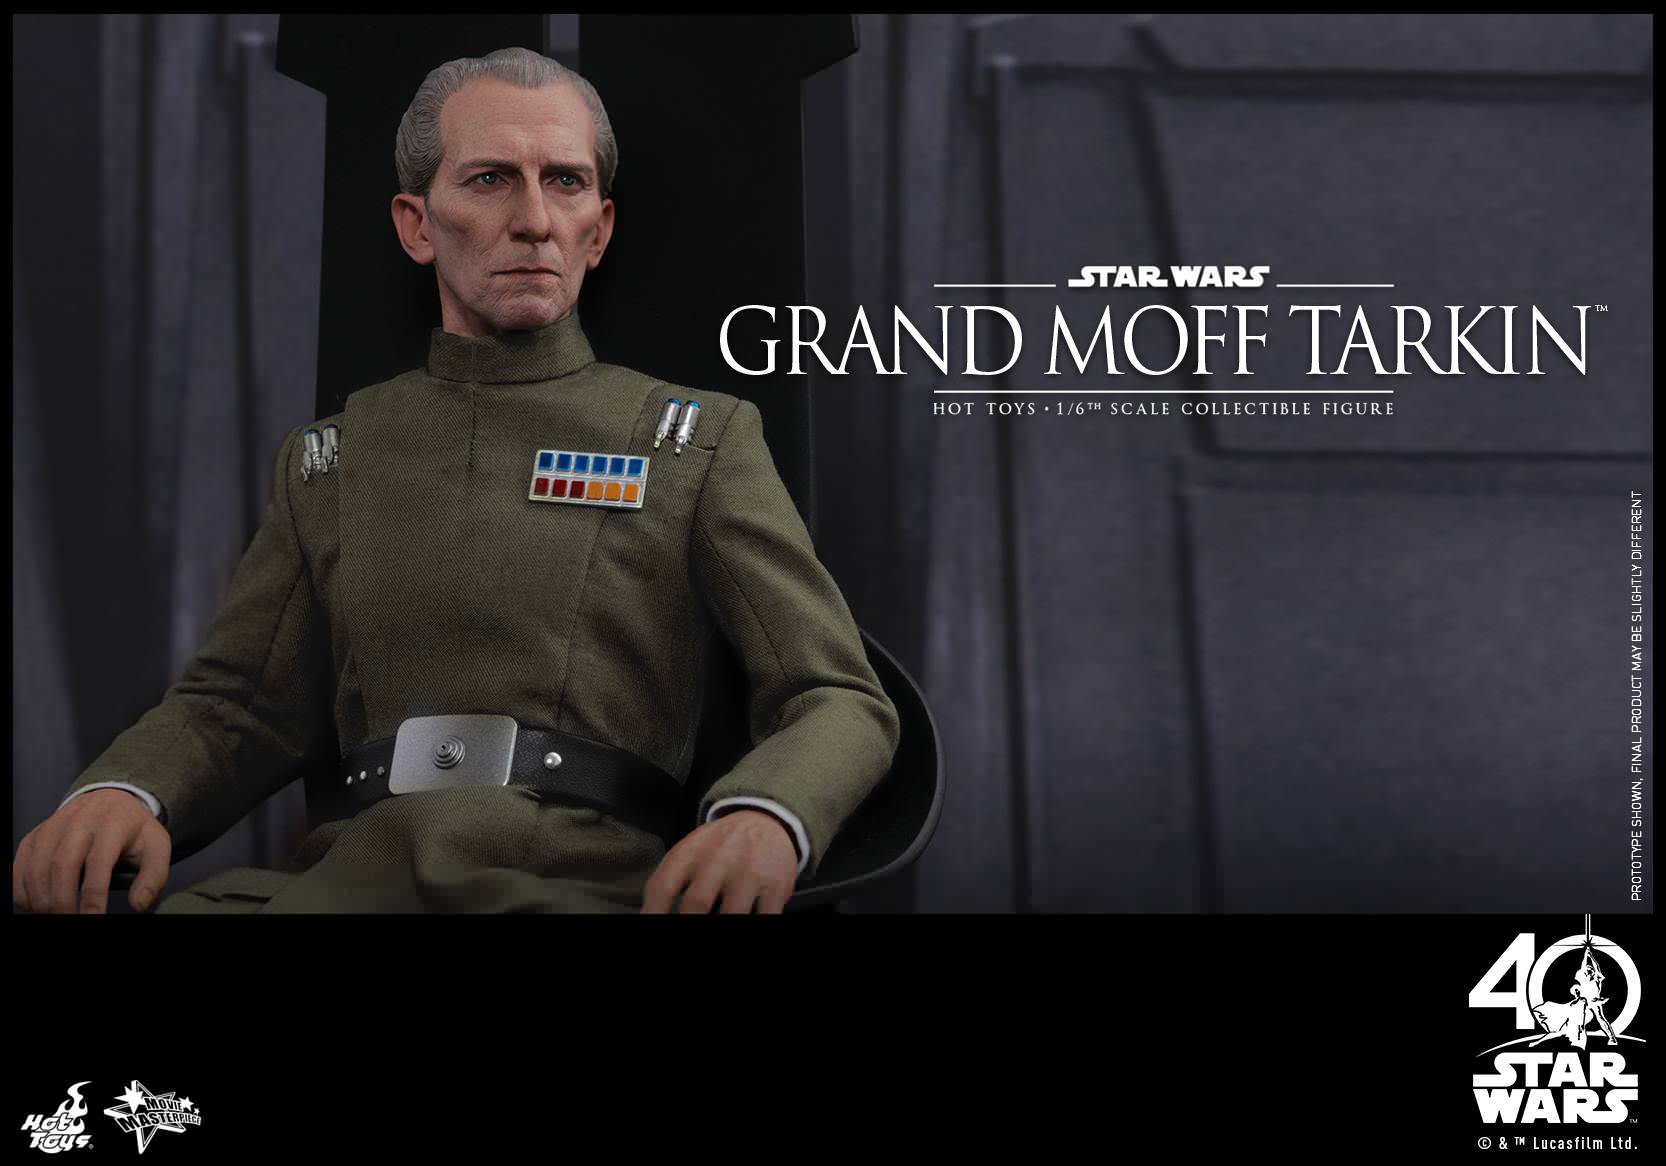 STAR WARS
GRAND MOFF TARKIN™
HOT TOYS • 1/6TH SCALE COLLECTIBLE FIGURE
PROTOTYPE SHOWN, FINAL PRODUCT MAY BE SLIGHTLY DIFFERENT
40
STAR
WARS™
© & ™ Lucasfilm Ltd.
Hot
Toys.
MOVIE
MASTERPIECE